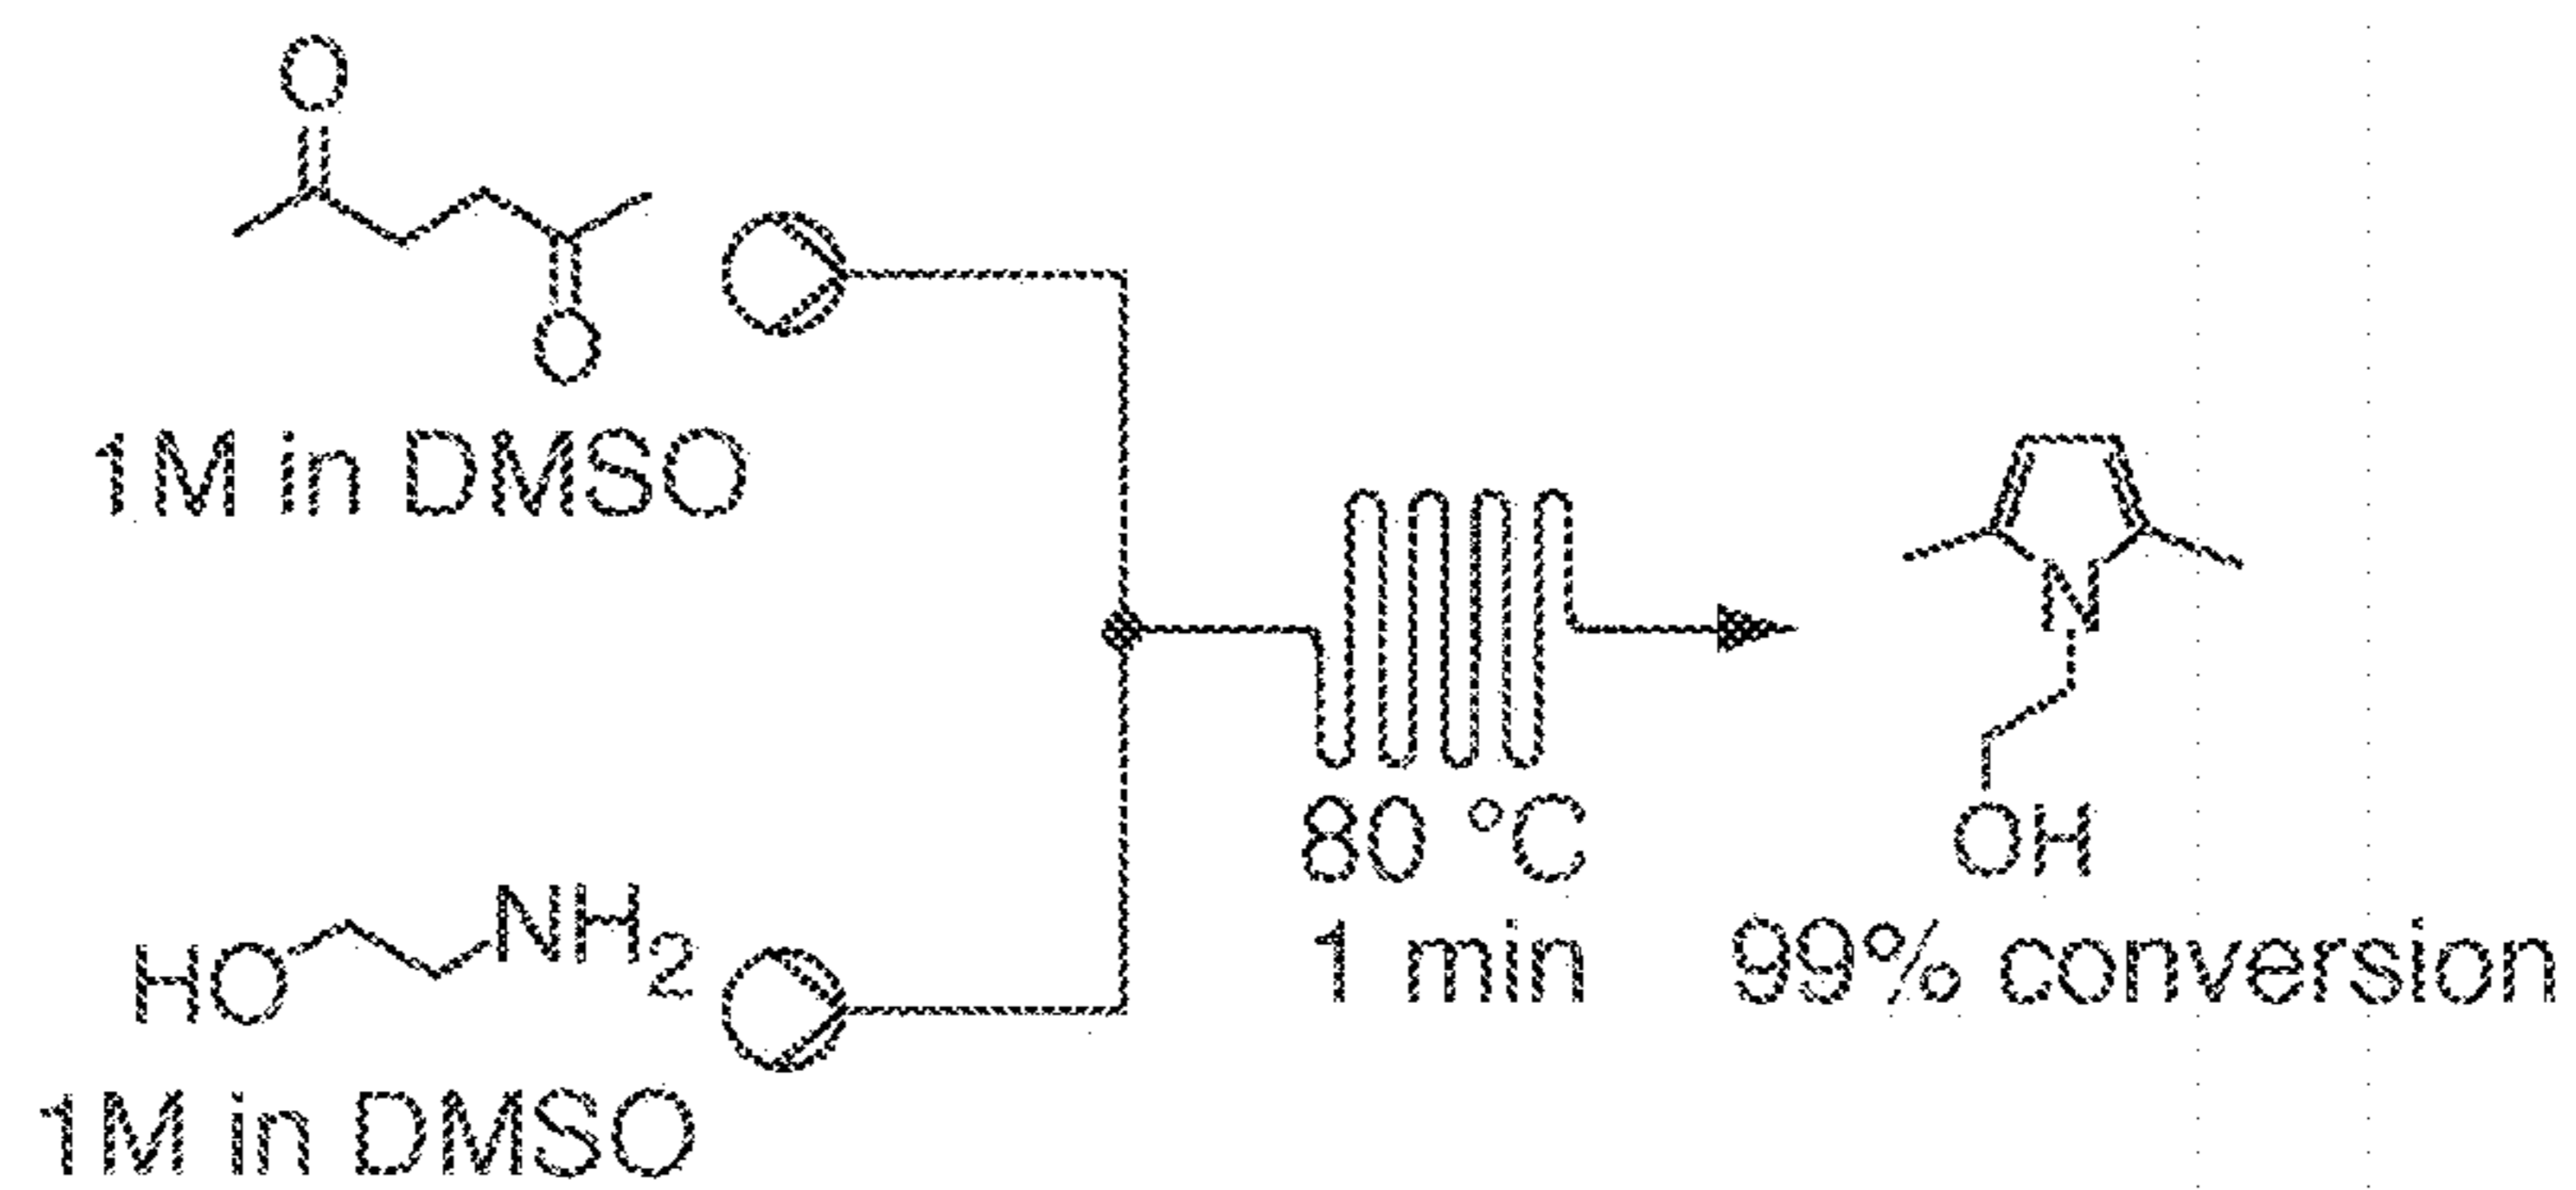 O
O
1M in DMSO
N
OH
80 °C
1 min
99% conversion
HO
NH2
1M in DMSO